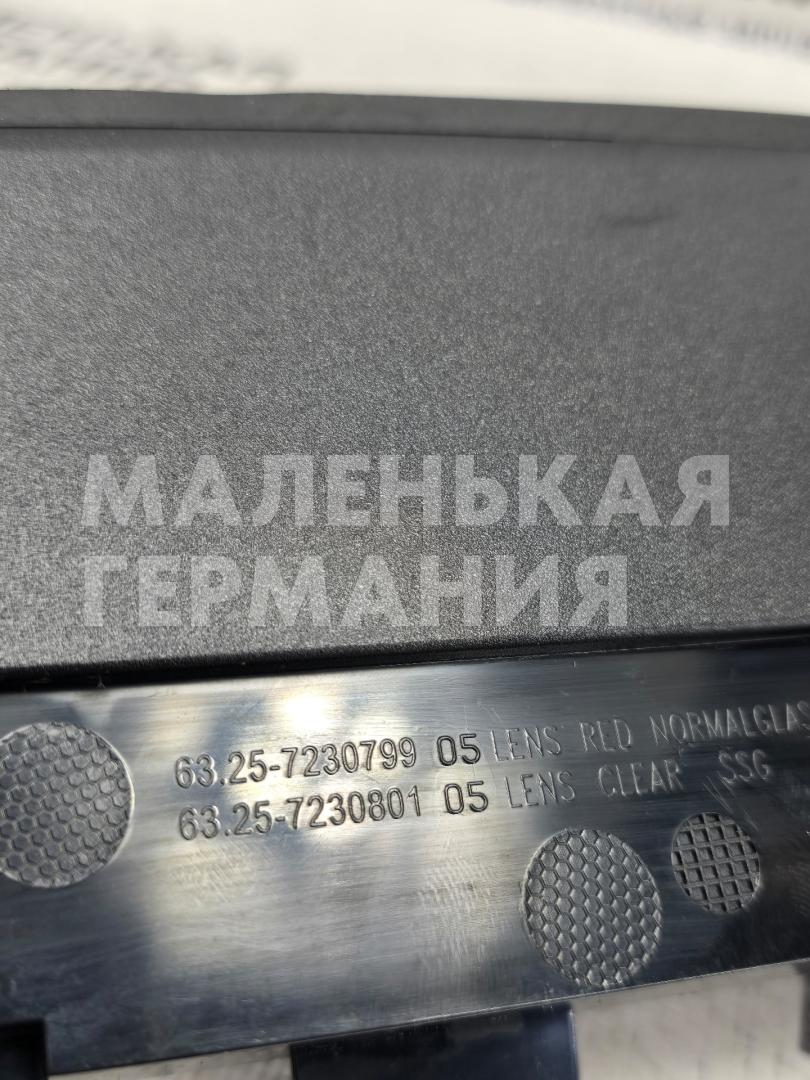 МАЛЕНЬКАЯ
ГЕРМАНИЯ
63.25-7230799 05 LENS RED NORMALGLAS
63.25-7230801 05 LENS CLEAR SSG